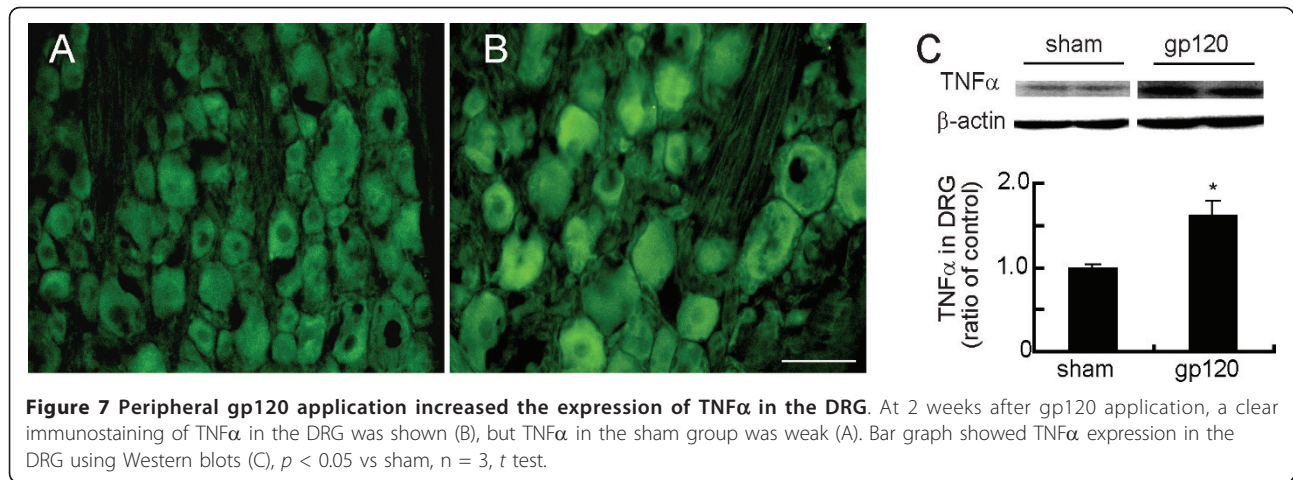 A
B
C
sham gp120
TNFα
β-actin
2.0
1.0
0
TNFα in DRG
(ratio of control)
*
sham gp120
Figure 7 Peripheral gp120 application increased the expression of TNFα in the DRG. At 2 weeks after gp120 application, a clear
immunostaining of TNFα in the DRG was shown (B), but TNFα in the sham group was weak (A). Bar graph showed TNFα expression in the
DRG using Western blots (C), p < 0.05 vs sham, n = 3, t test.